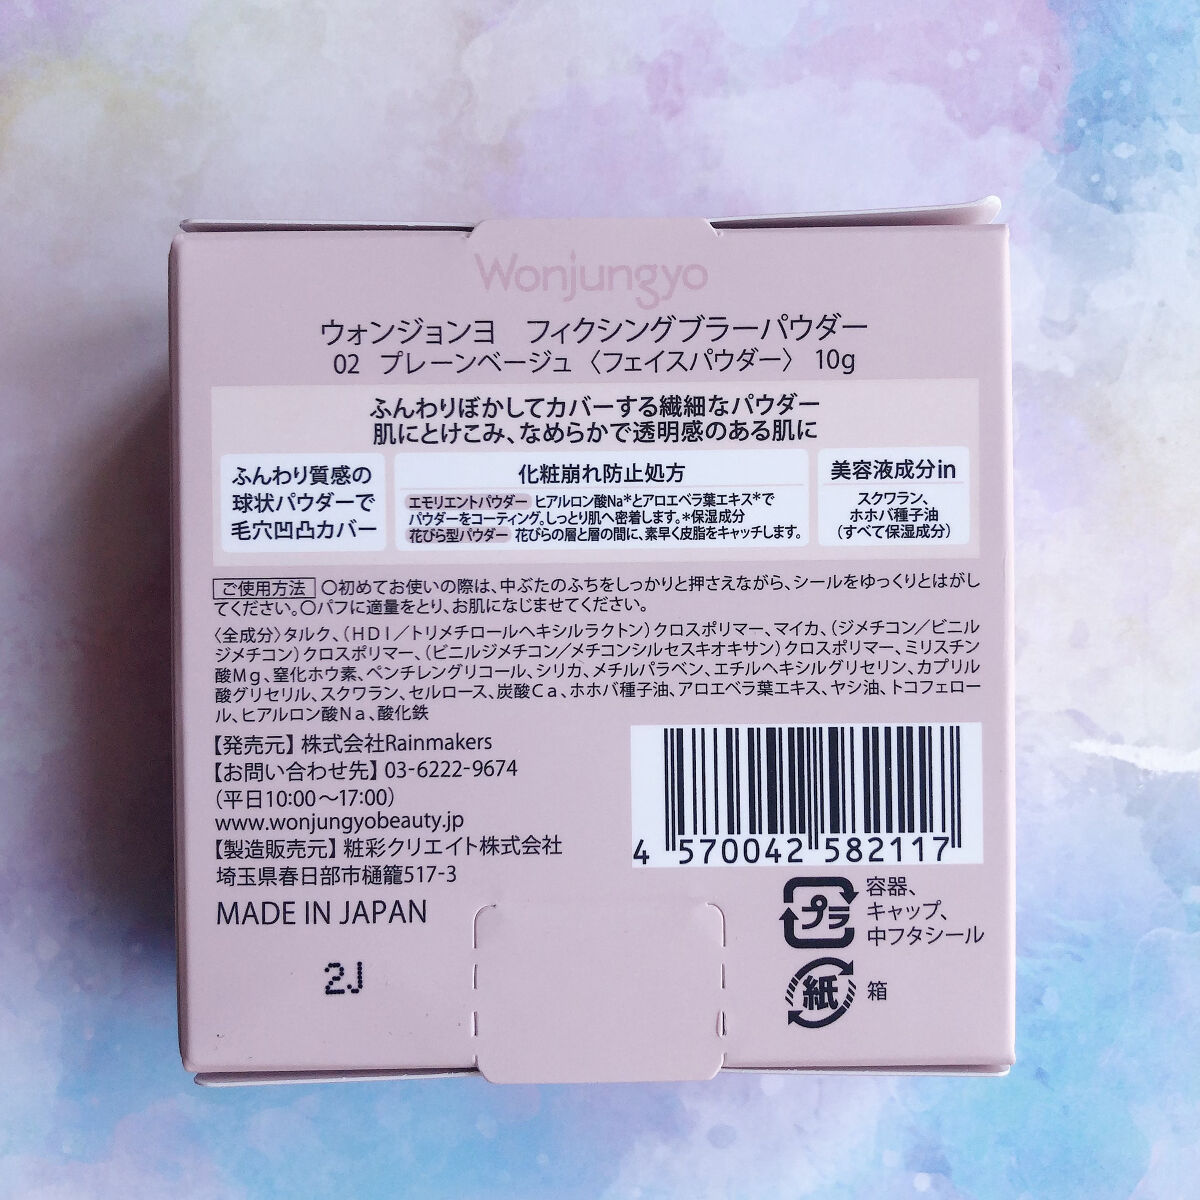 Wonjungyo
ウォンジョンヨ フィクシングブラーパウダー
02 プレーンベージュ〈フェイスパウダー〉 10g
ふんわりぼかしてカバーする繊細なパウダー
肌にとけこみ、なめらかで透明感のある肌に
ふんわり質感の
球状パウダーで
毛穴凹凸カバー
化粧崩れ防止処方
エモリエントパウダー ヒアルロン酸Na*とアロエベラ葉エキス*で
パウダーをコーティング。しっとり肌へ密着します。*保湿成分
花びら型パウダー 花びらの層と層の間に、素早く皮脂をキャッチします。
美容液成分in
スクワラン、
ホホバ種子油
(すべて保湿成分)
ご使用方法 〇初めてお使いの際は、中ぶたのふちをしっかりと押さえながら、シールをゆっくりとはがし
てください。〇パフに適量をとり、お肌になじませてください。
〈全成分〉タルク、(HDI/トリメチロールヘキシルラクトン)クロスポリマー、マイカ、(ジメチコン/ビニル
ジメチコン)クロスポリマー、(ビニルジメチコン/メチコンシルセスキオキサン)クロスポリマー、ミリスチン
酸Mg、窒化ホウ素、ペンチレングリコール、シリカ、メチルパラベン、エチルヘキシルグリセリン、カプリル
酸グリセリル、スクワラン、セルロース、炭酸Ca、ホホバ種子油、アロエベラ葉エキス、ヤシ油、トコフェロー
ル、ヒアルロン酸Na、酸化鉄
【発売元】株式会社Rainmakers
【お問い合わせ先】03-6222-9674
(平日10:00～17:00)
www.wonjungyobeauty.jp
【製造販売元】粧彩クリエイト株式会社
埼玉県春日部市樋籠517-3
MADE IN JAPAN
2J
4 570042 582117
プラ
容器、
キャップ、
中フタシール
紙
箱